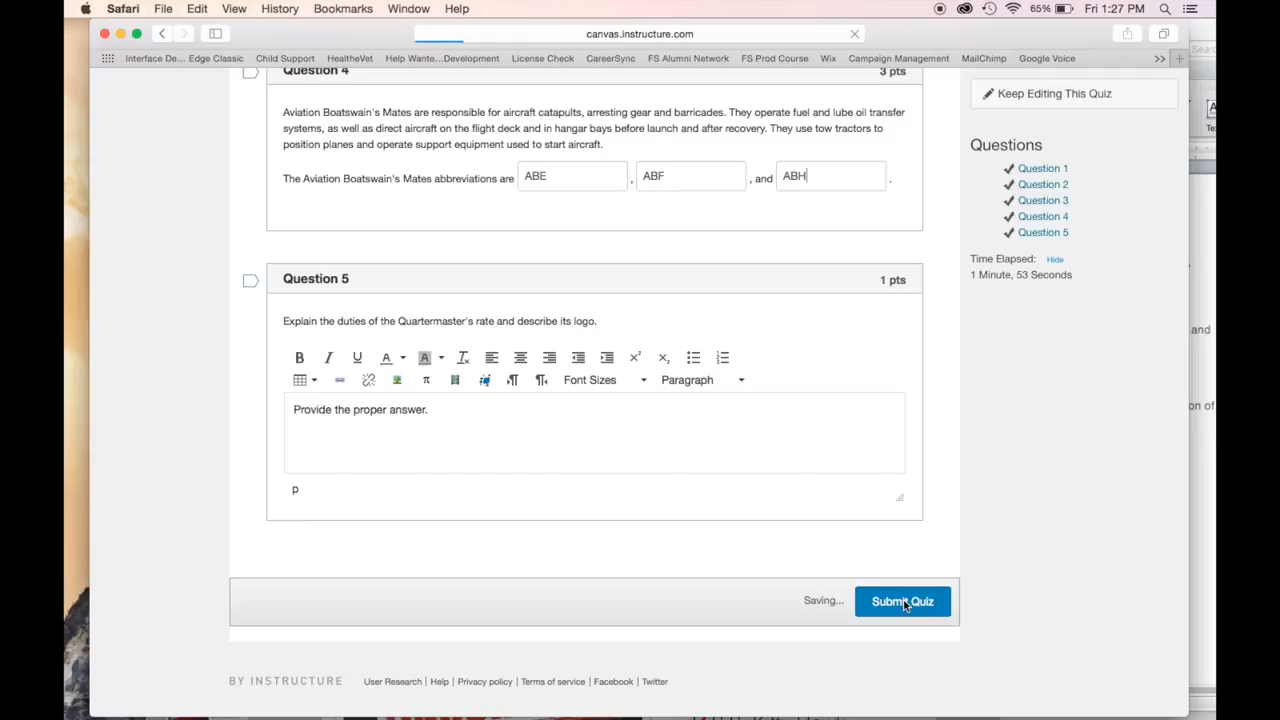 Safari File Edit View History Bookmarks Window Help 65% Fri 1:27 PM
canvas.instructure.com
Interface De... Edge Classic Child Support HealtheVet Help Wante...Development License Check CareerSync FS Alumni Network FS Prod Course Wix Campaign Management MailChimp Google Voice >> +
Question 4 3 pts
Aviation Boatswain's Mates are responsible for aircraft catapults, arresting gear and barricades. They operate fuel and lube oil transfer
systems, as well as direct aircraft on the flight deck and in hangar bays before launch and after recovery. They use tow tractors to
position planes and operate support equipment used to start aircraft.
The Aviation Boatswain's Mates abbreviations are ABE , ABF , and ABH .
Question 5 1 pts
Explain the duties of the Quartermaster's rate and describe its logo.
B I U A A
Font Sizes Paragraph
Provide the proper answer.
p
Saving... Submit Quiz
BY INSTRUCTURE User Research | Help | Privacy policy | Terms of service | Facebook | Twitter
Keep Editing This Quiz
Questions
Question 1
Question 2
Question 3
Question 4
Question 5
Time Elapsed: Hide
1 Minute, 53 Seconds
and
on of